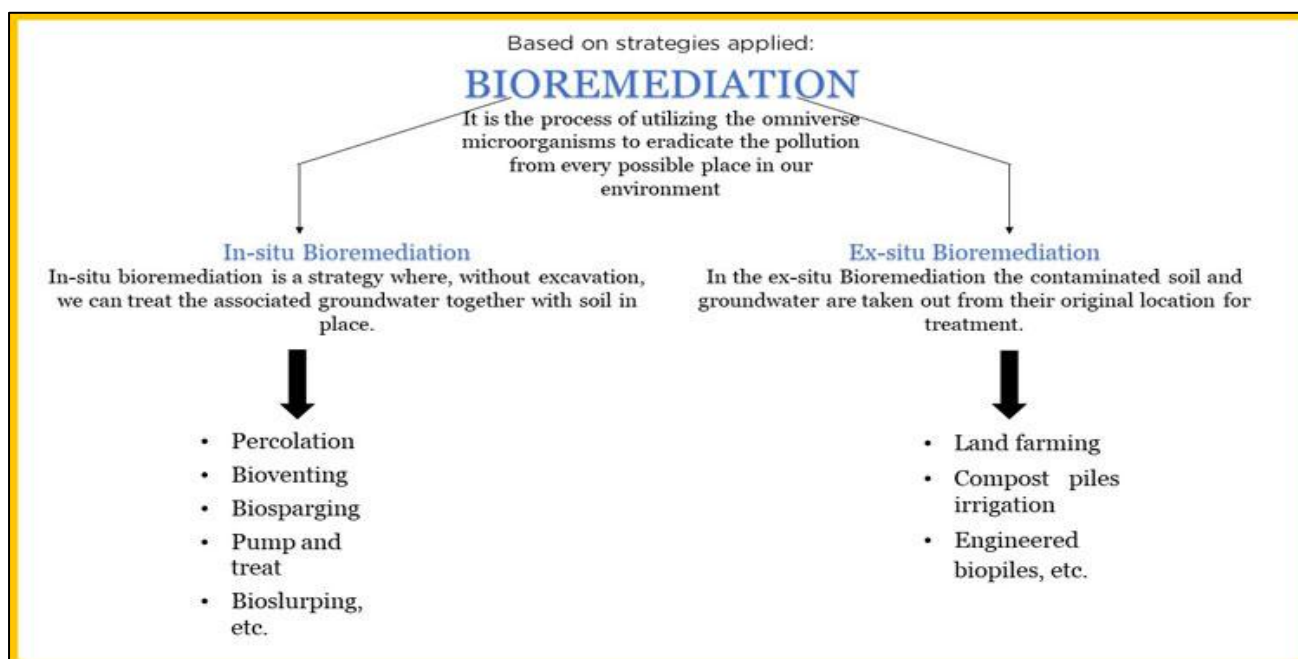 Based on strategies applied:
BIOREMEDIATION
It is the process of utilizing the omniverse
microorganisms to eradicate the pollution
from every possible place in our
environment
In-situ Bioremediation
In-situ bioremediation is a strategy where, without excavation,
we can treat the associated groundwater together with soil in
place.
• Percolation
• Bioventing
• Biosparging
• Pump and
treat
• Bioslurping,
etc.
Ex-situ Bioremediation
In the ex-situ Bioremediation the contaminated soil and
groundwater are taken out from their original location for
treatment.
• Land farming
• Compost piles
irrigation
• Engineered
biopiles, etc.